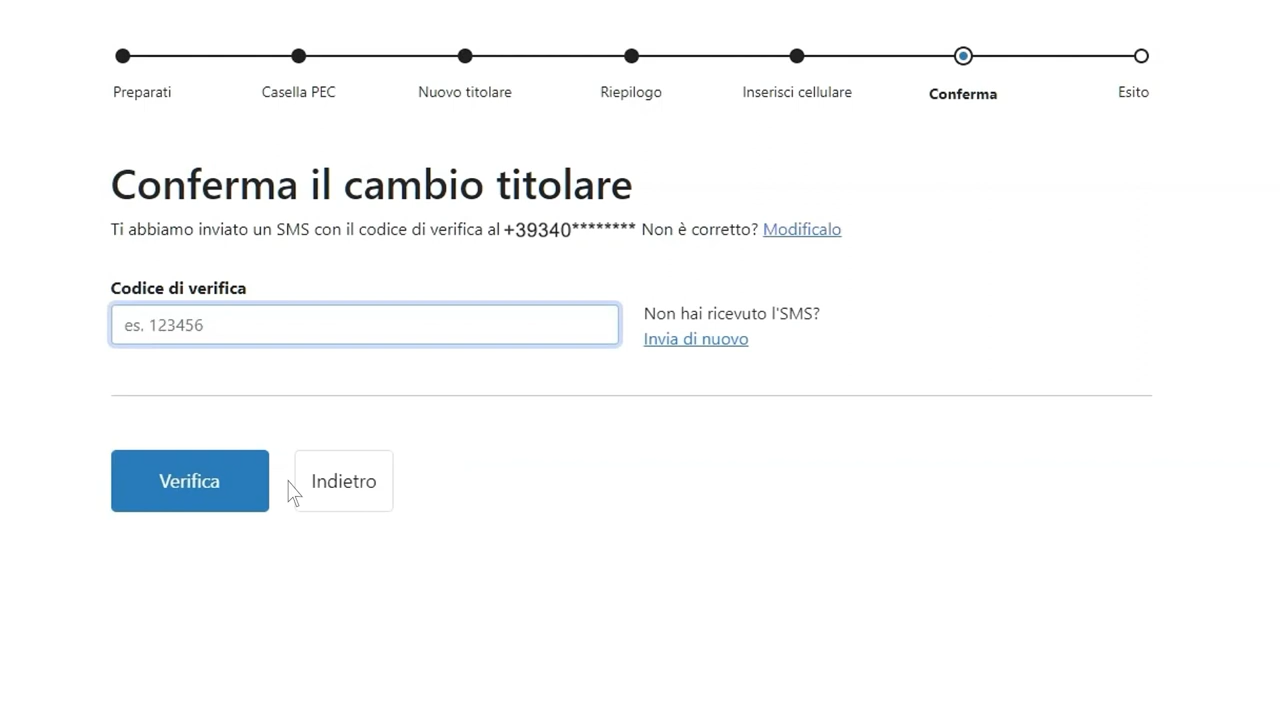 Preparati Casella PEC Nuovo titolare Riepilogo Inserisci cellulare Conferma Esito
Conferma il cambio titolare
Ti abbiamo inviato un SMS con il codice di verifica al +39340******** Non è corretto? Modificalo
Codice di verifica
es. 123456
Non hai ricevuto l'SMS?
Invia di nuovo
Verifica Indietro